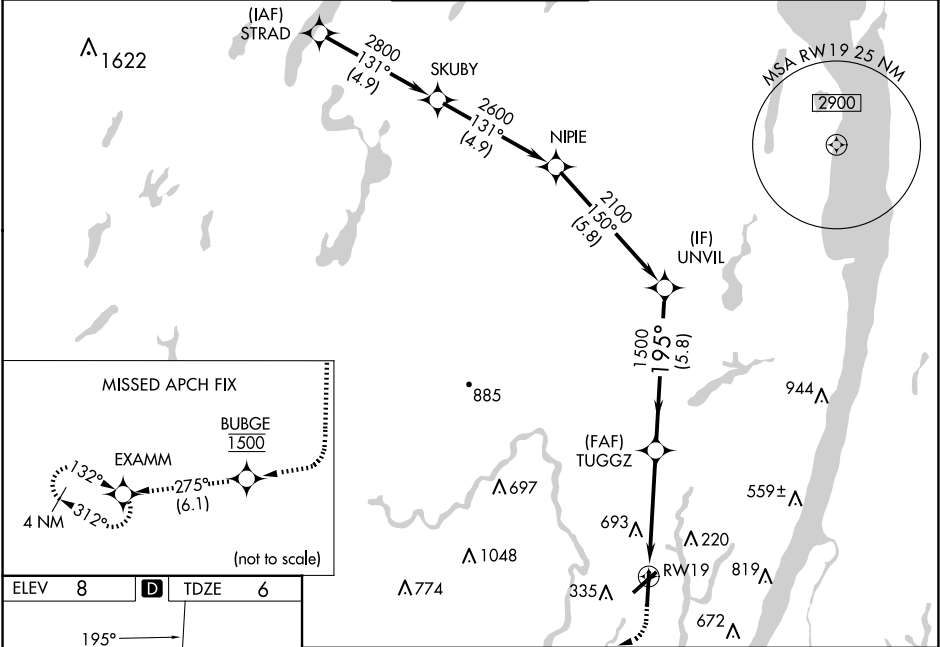 (IAF)
STRAD
1622
2800
131°
(4.9)
SKUBY
2600
131°
(4.9)
NIPIE
MSA RW19 25 NM
2900
2100
150°
(5.8)
(IF)
UNVIL
1500
195°
(5.8)
MISSED APCH FIX
BUBGE
1500
EXAMM
132°
275°
(6.1)
312°
4 NM
(not to scale)
885
944
(FAF)
TUGGZ
697
559±
693
220
1048
RW19
819
774
335
672
ELEV 8 D TDZE 6
195°